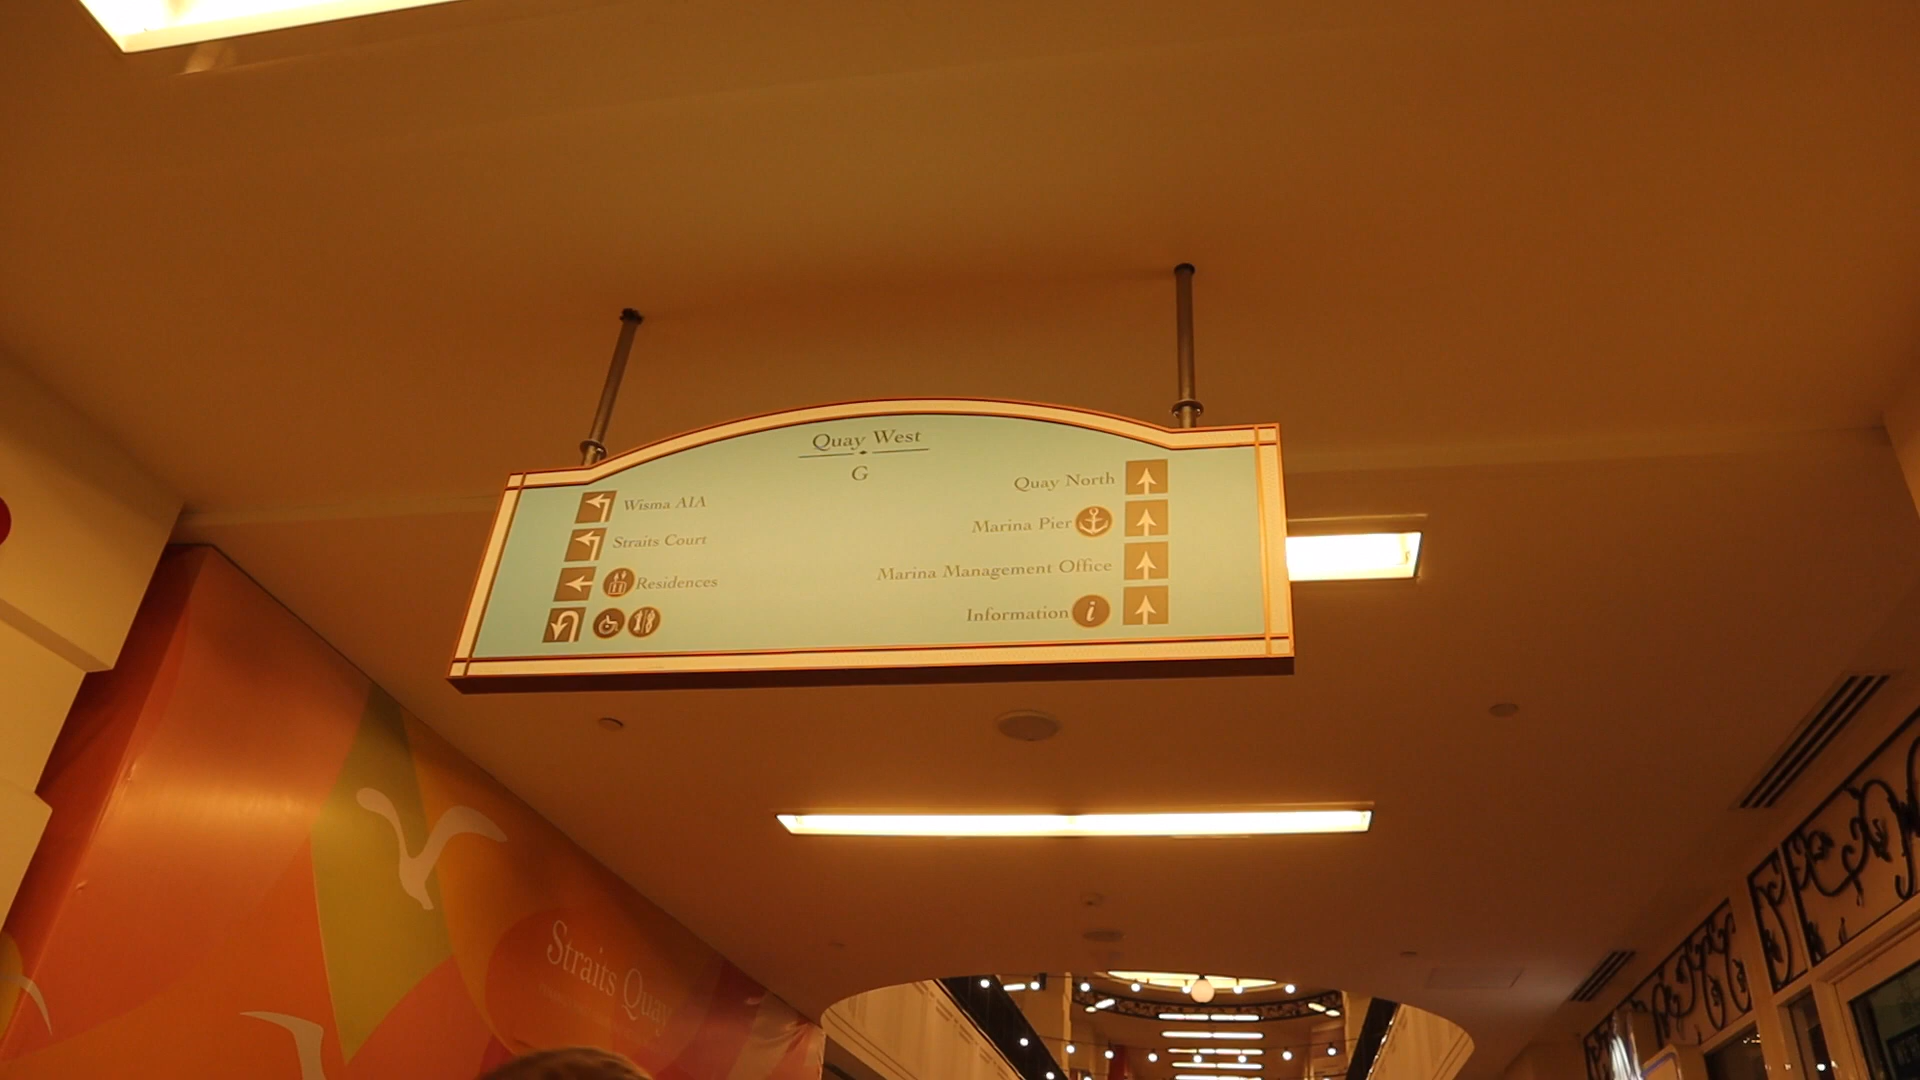 Quay West
G
Wisma AIA
Straits Court
Residences
Quay North
Marina Pier
Marina Management Office
Information i
Straits Quay